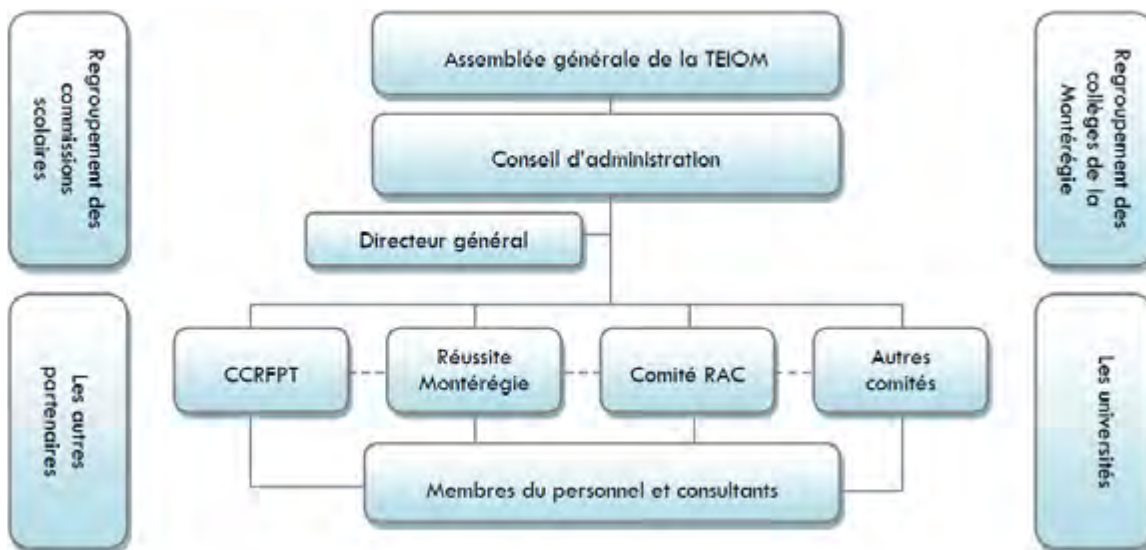 Regroupement des
commissions
scolaires
Assemblée générale de la TEIOM
Regroupement des
collèges de la
Montérégie
Conseil d'administration
Directeur général
Les autres
partenaires
CCRFPT
Réussite
Montérégie
Comité RAC
Autres
comités
Les universités
Membres du personnel et consultants